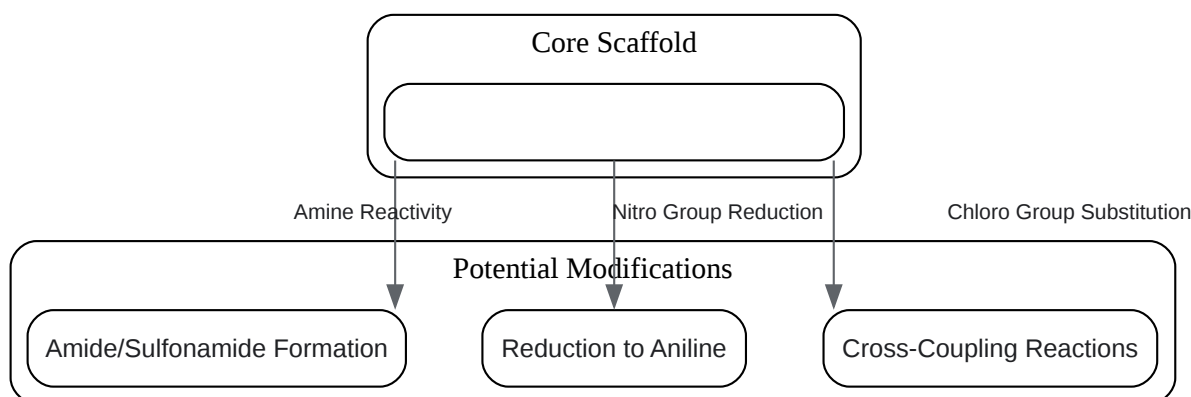 Core Scaffold
Amine Reactivity
Nitro Group Reduction
Chloro Group Substitution
Potential Modifications
Amide/Sulfonamide Formation
Reduction to Aniline
Cross-Coupling Reactions